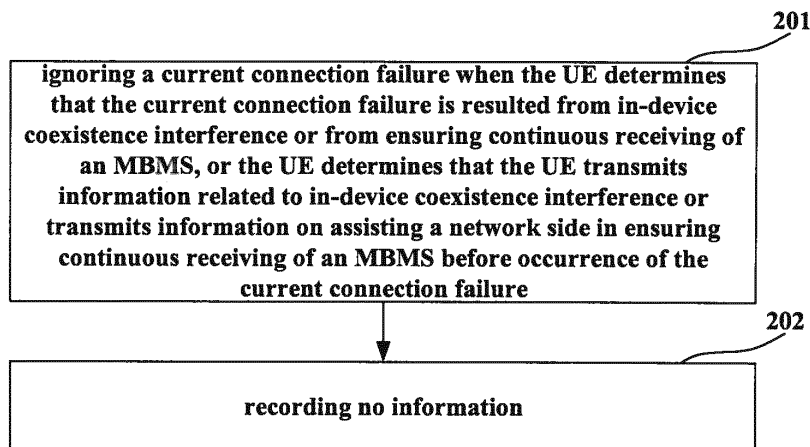 201
ignoring a current connection failure when the UE determines
that the current connection failure is resulted from in-device
coexistence interference or from ensuring continuous receiving of
an MBMS, or the UE determines that the UE transmits
information related to in-device coexistence interference or
transmits information on assisting a network side in ensuring
continuous receiving of an MBMS before occurrence of the
current connection failure
202
recording no information